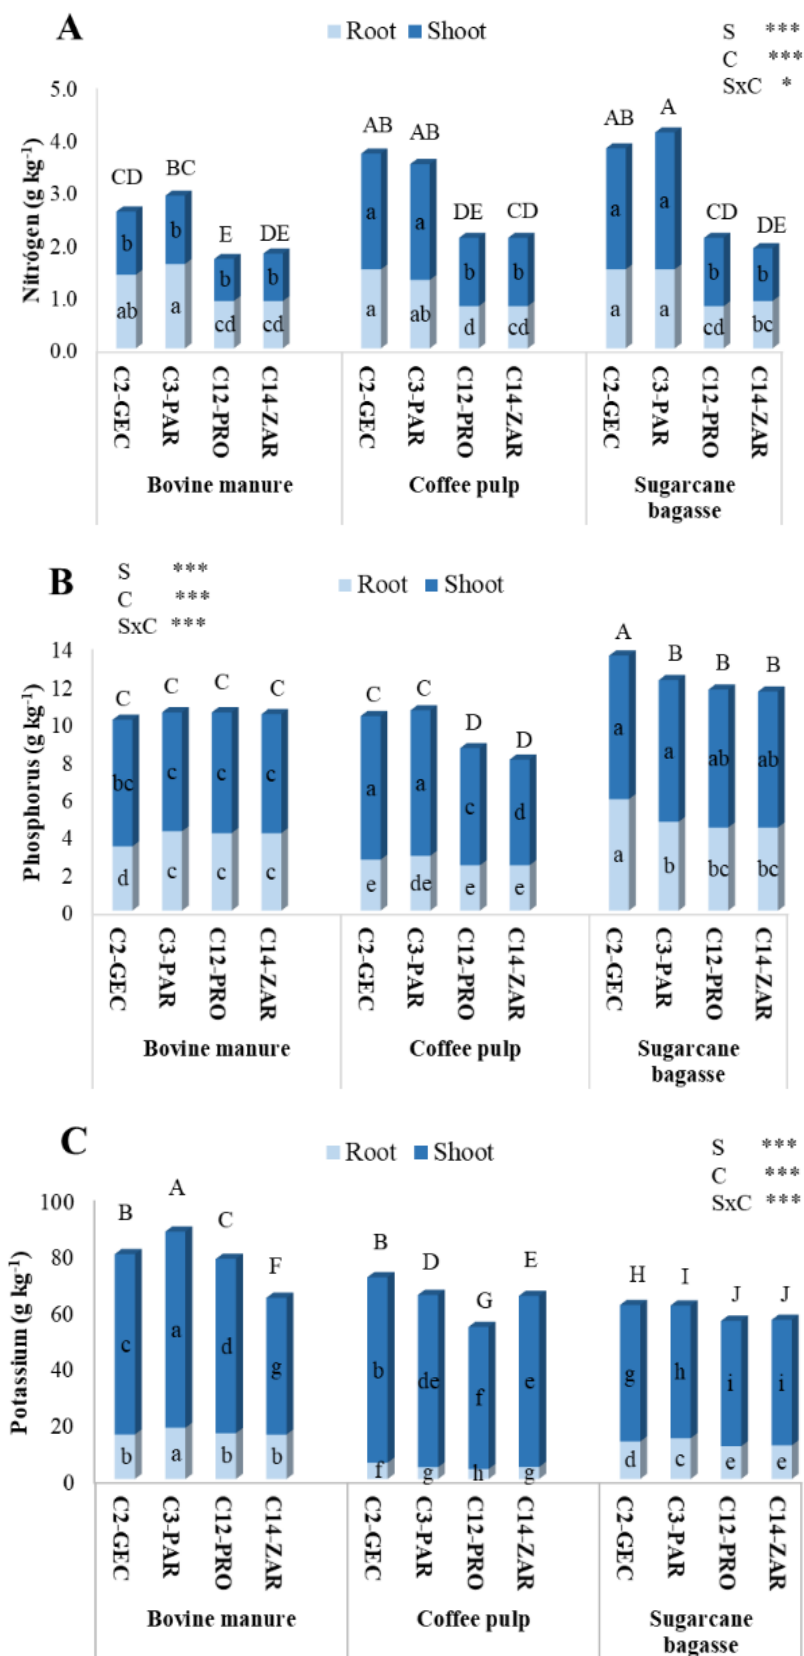 A
Root Shoot
S ***
C ***
SxC *
Nitrógen (g kg-1)
5.0
4.0
3.0
2.0
1.0
0.0
CD BC E DE AB AB DE CD AB A CD DE
b b b b a a b b a a b b
ab a cd cd a ab d cd a a cd bc
C2-GEC C3-PAR C12-PRO C14-ZAR C2-GEC C3-PAR C12-PRO C14-ZAR C2-GEC C3-PAR C12-PRO C14-ZAR
Bovine manure Coffee pulp Sugarcane
bagasse
B
S ***
C ***
SxC ***
Root Shoot
Phosphorus (g kg-1)
14
12
10
8
6
4
2
0
C C C C C C D D A B B B
bc c c c a a c d a a ab ab
d c c c e de e e a b bc bc
C2-GEC C3-PAR C12-PRO C14-ZAR C2-GEC C3-PAR C12-PRO C14-ZAR C2-GEC C3-PAR C12-PRO C14-ZAR
Bovine manure Coffee pulp Sugarcane
bagasse
C
Root Shoot
S ***
C ***
SxC ***
Potassium (g kg-1)
100
80
60
40
20
0
B A C F B D G E H I J J
c a d g b de f e g h i i
b a b b f g h g d c e e
C2-GEC C3-PAR C12-PRO C14-ZAR C2-GEC C3-PAR C12-PRO C14-ZAR C2-GEC C3-PAR C12-PRO C14-ZAR
Bovine manure Coffee pulp Sugarcane
bagasse